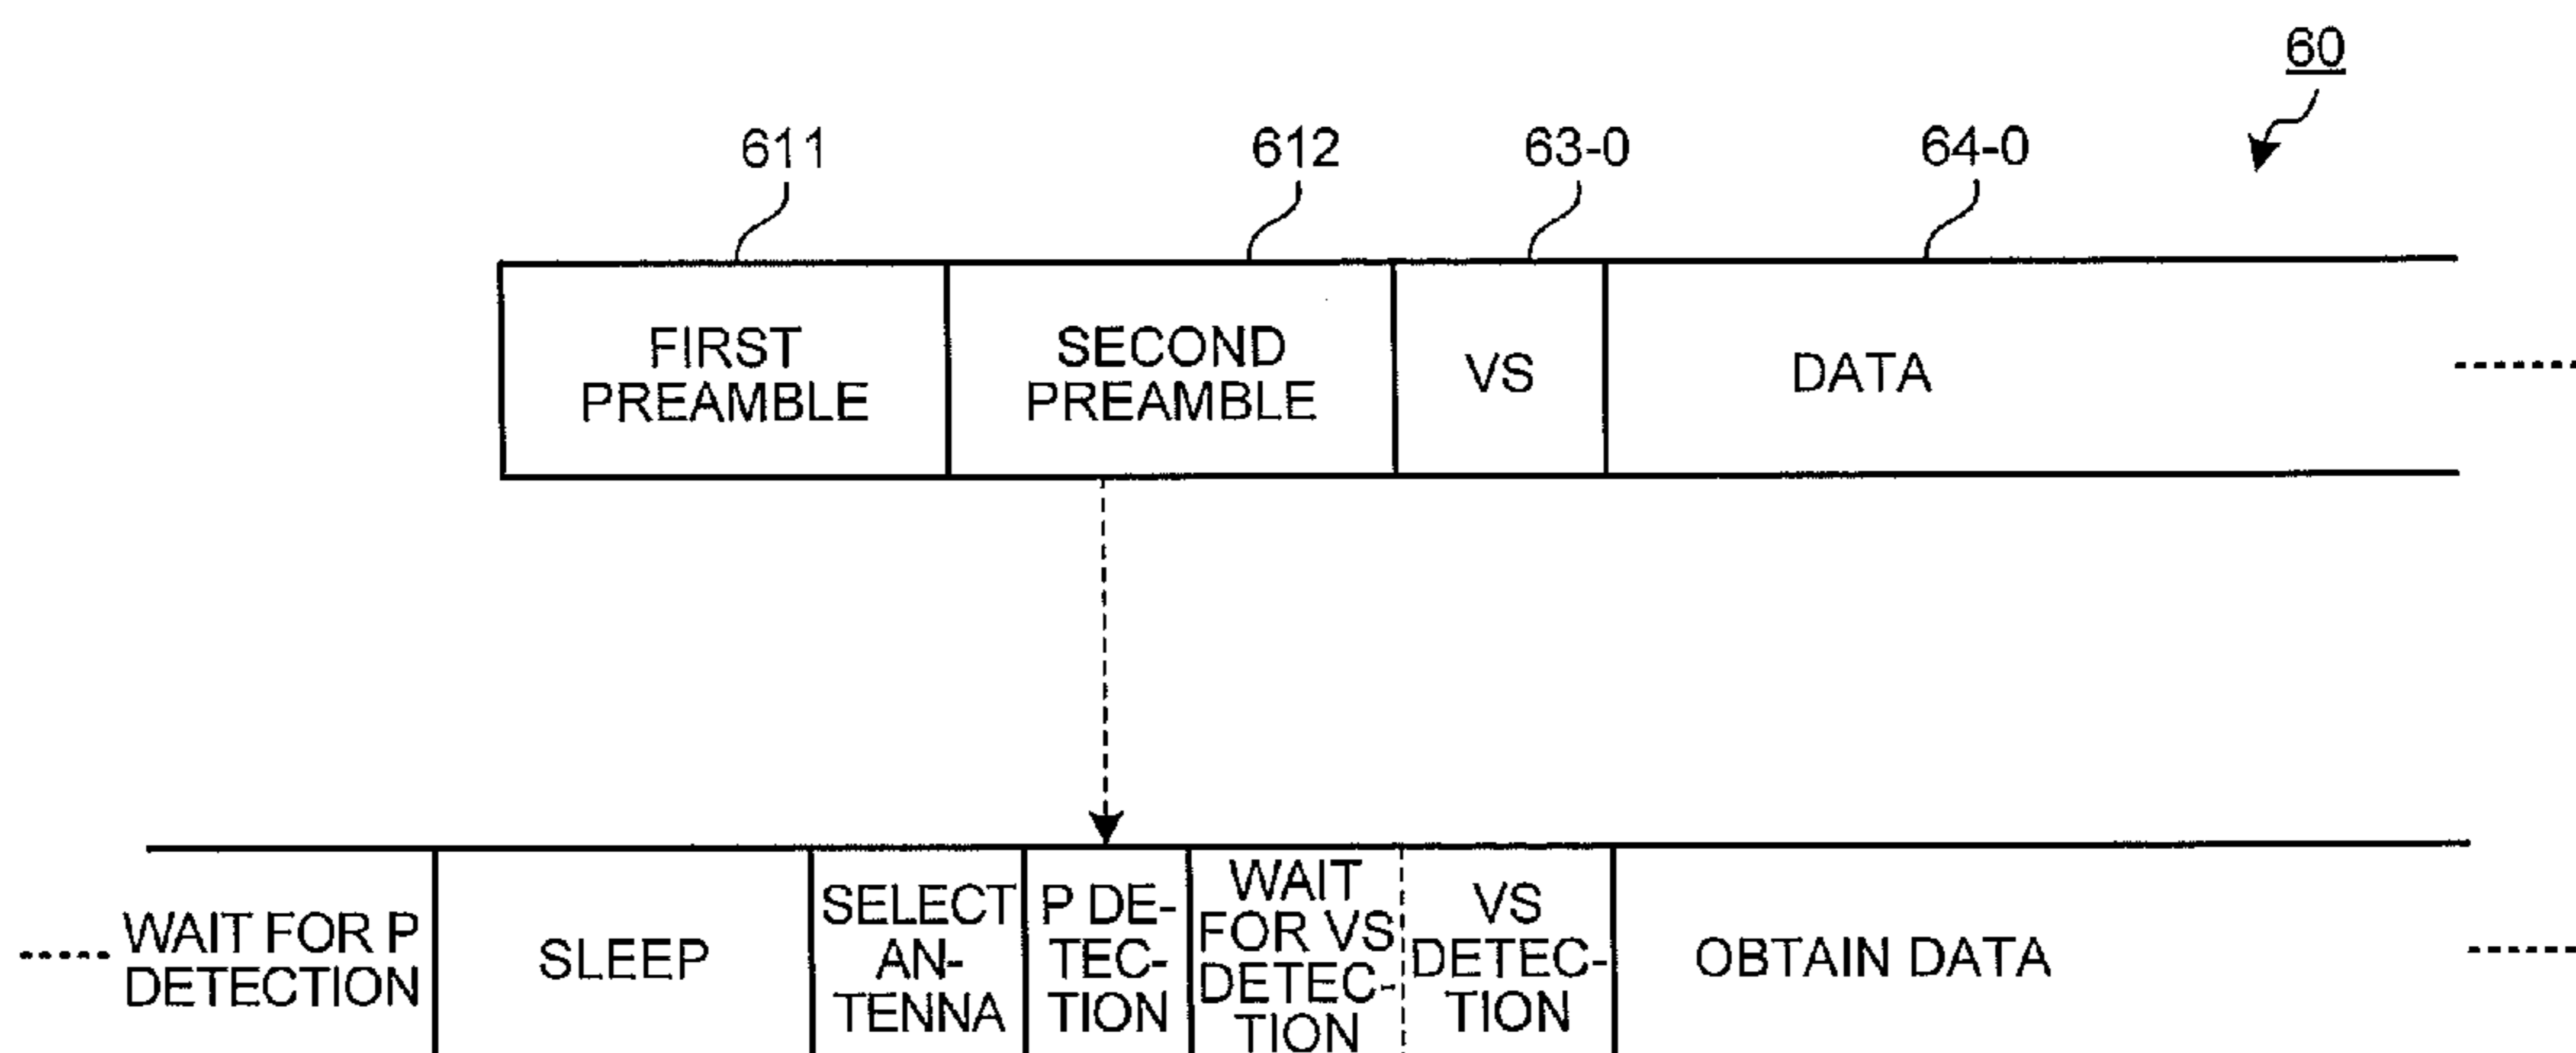 60
611
612
63-0
64-0
FIRST
PREAMBLE
SECOND
PREAMBLE
VS
DATA
WAIT FOR P
DETECTION
SLEEP
SELECT
AN-
TENNA
P DE-
TEC-
TION
WAIT
FOR VS
DETEC-
TION
VS
DETEC-
TION
OBTAIN DATA